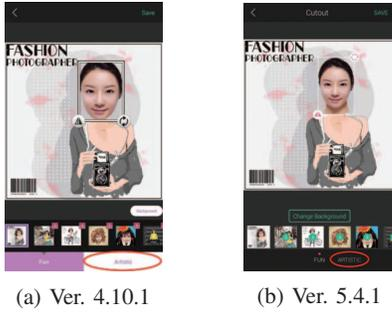 Save
FASHION
PHOTOGRAPHER
Fun
Artistic
(a) Ver. 4.10.1
Cutout
SAVE
FASHION
PHOTOGRAPHER
Change Background
FUN
ARTISTIC
(b) Ver. 5.4.1